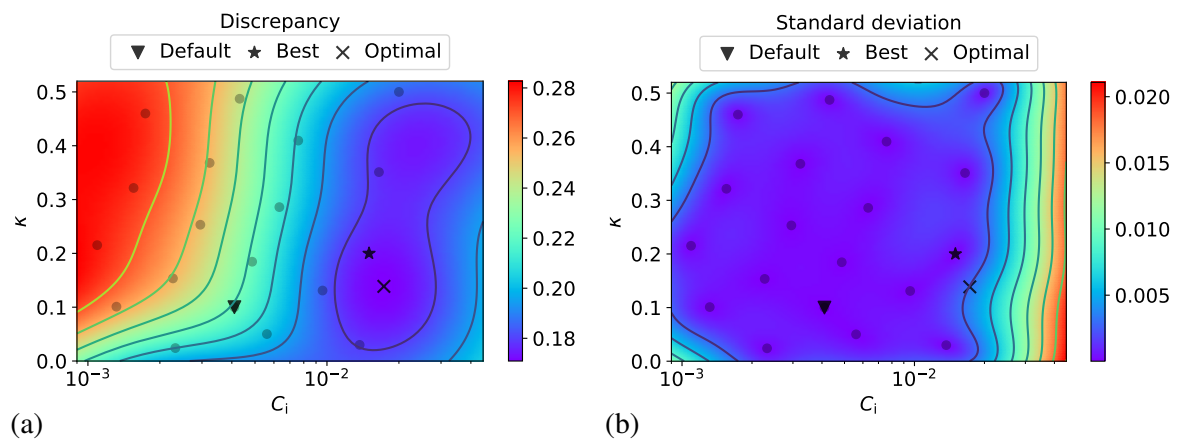 Discrepancy
Default Best Optimal
0.5
0.4
0.3
0.2
0.1
0.0
κ
10⁻³
10⁻²
C_i
0.28
0.26
0.24
0.22
0.20
0.18
(a)
Standard deviation
Default Best Optimal
0.5
0.4
0.3
0.2
0.1
0.0
κ
10⁻³
10⁻²
C_i
0.020
0.015
0.010
0.005
(b)